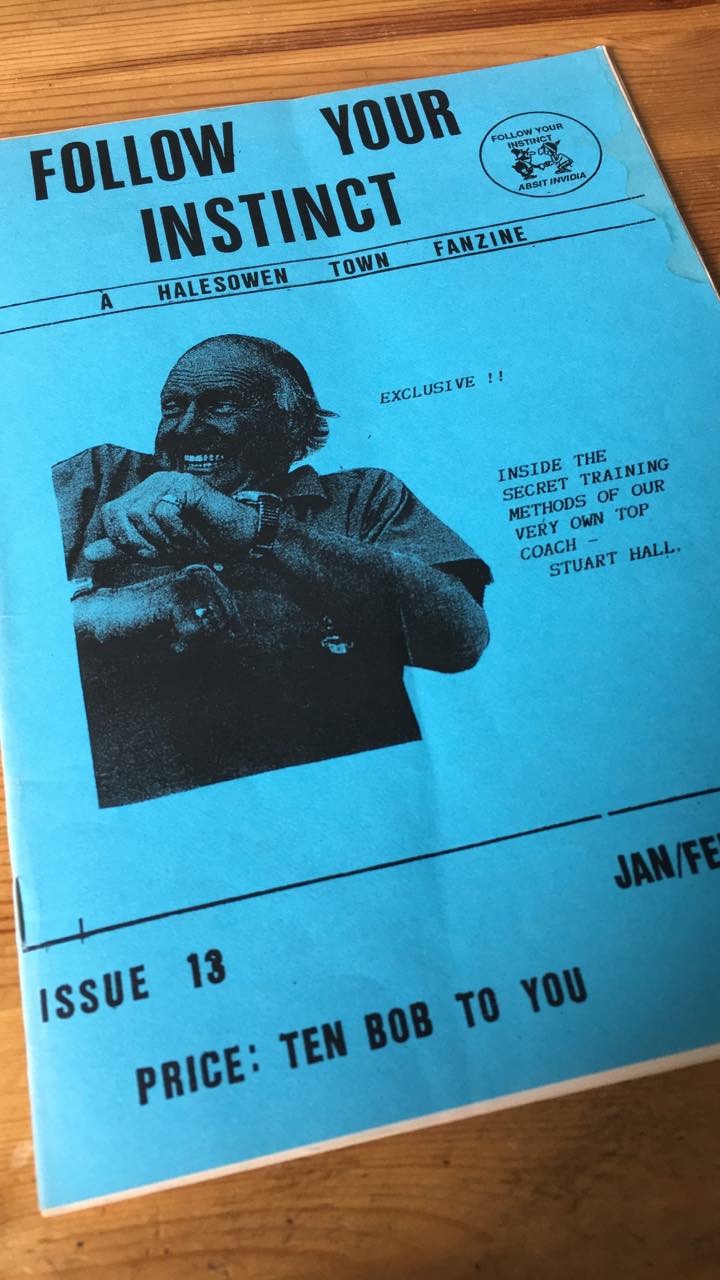 FOLLOW YOUR
INSTINCT
FOLLOW YOUR
INSTINCT
ABSIT INVIDIA
A HALESOWEN TOWN FANZINE
EXCLUSIVE !!
INSIDE THE
SECRET TRAINING
METHODS OF OUR
VERY OWN TOP
COACH -
STUART HALL.
JAN/FE
ISSUE 13
PRICE: TEN BOB TO YOU